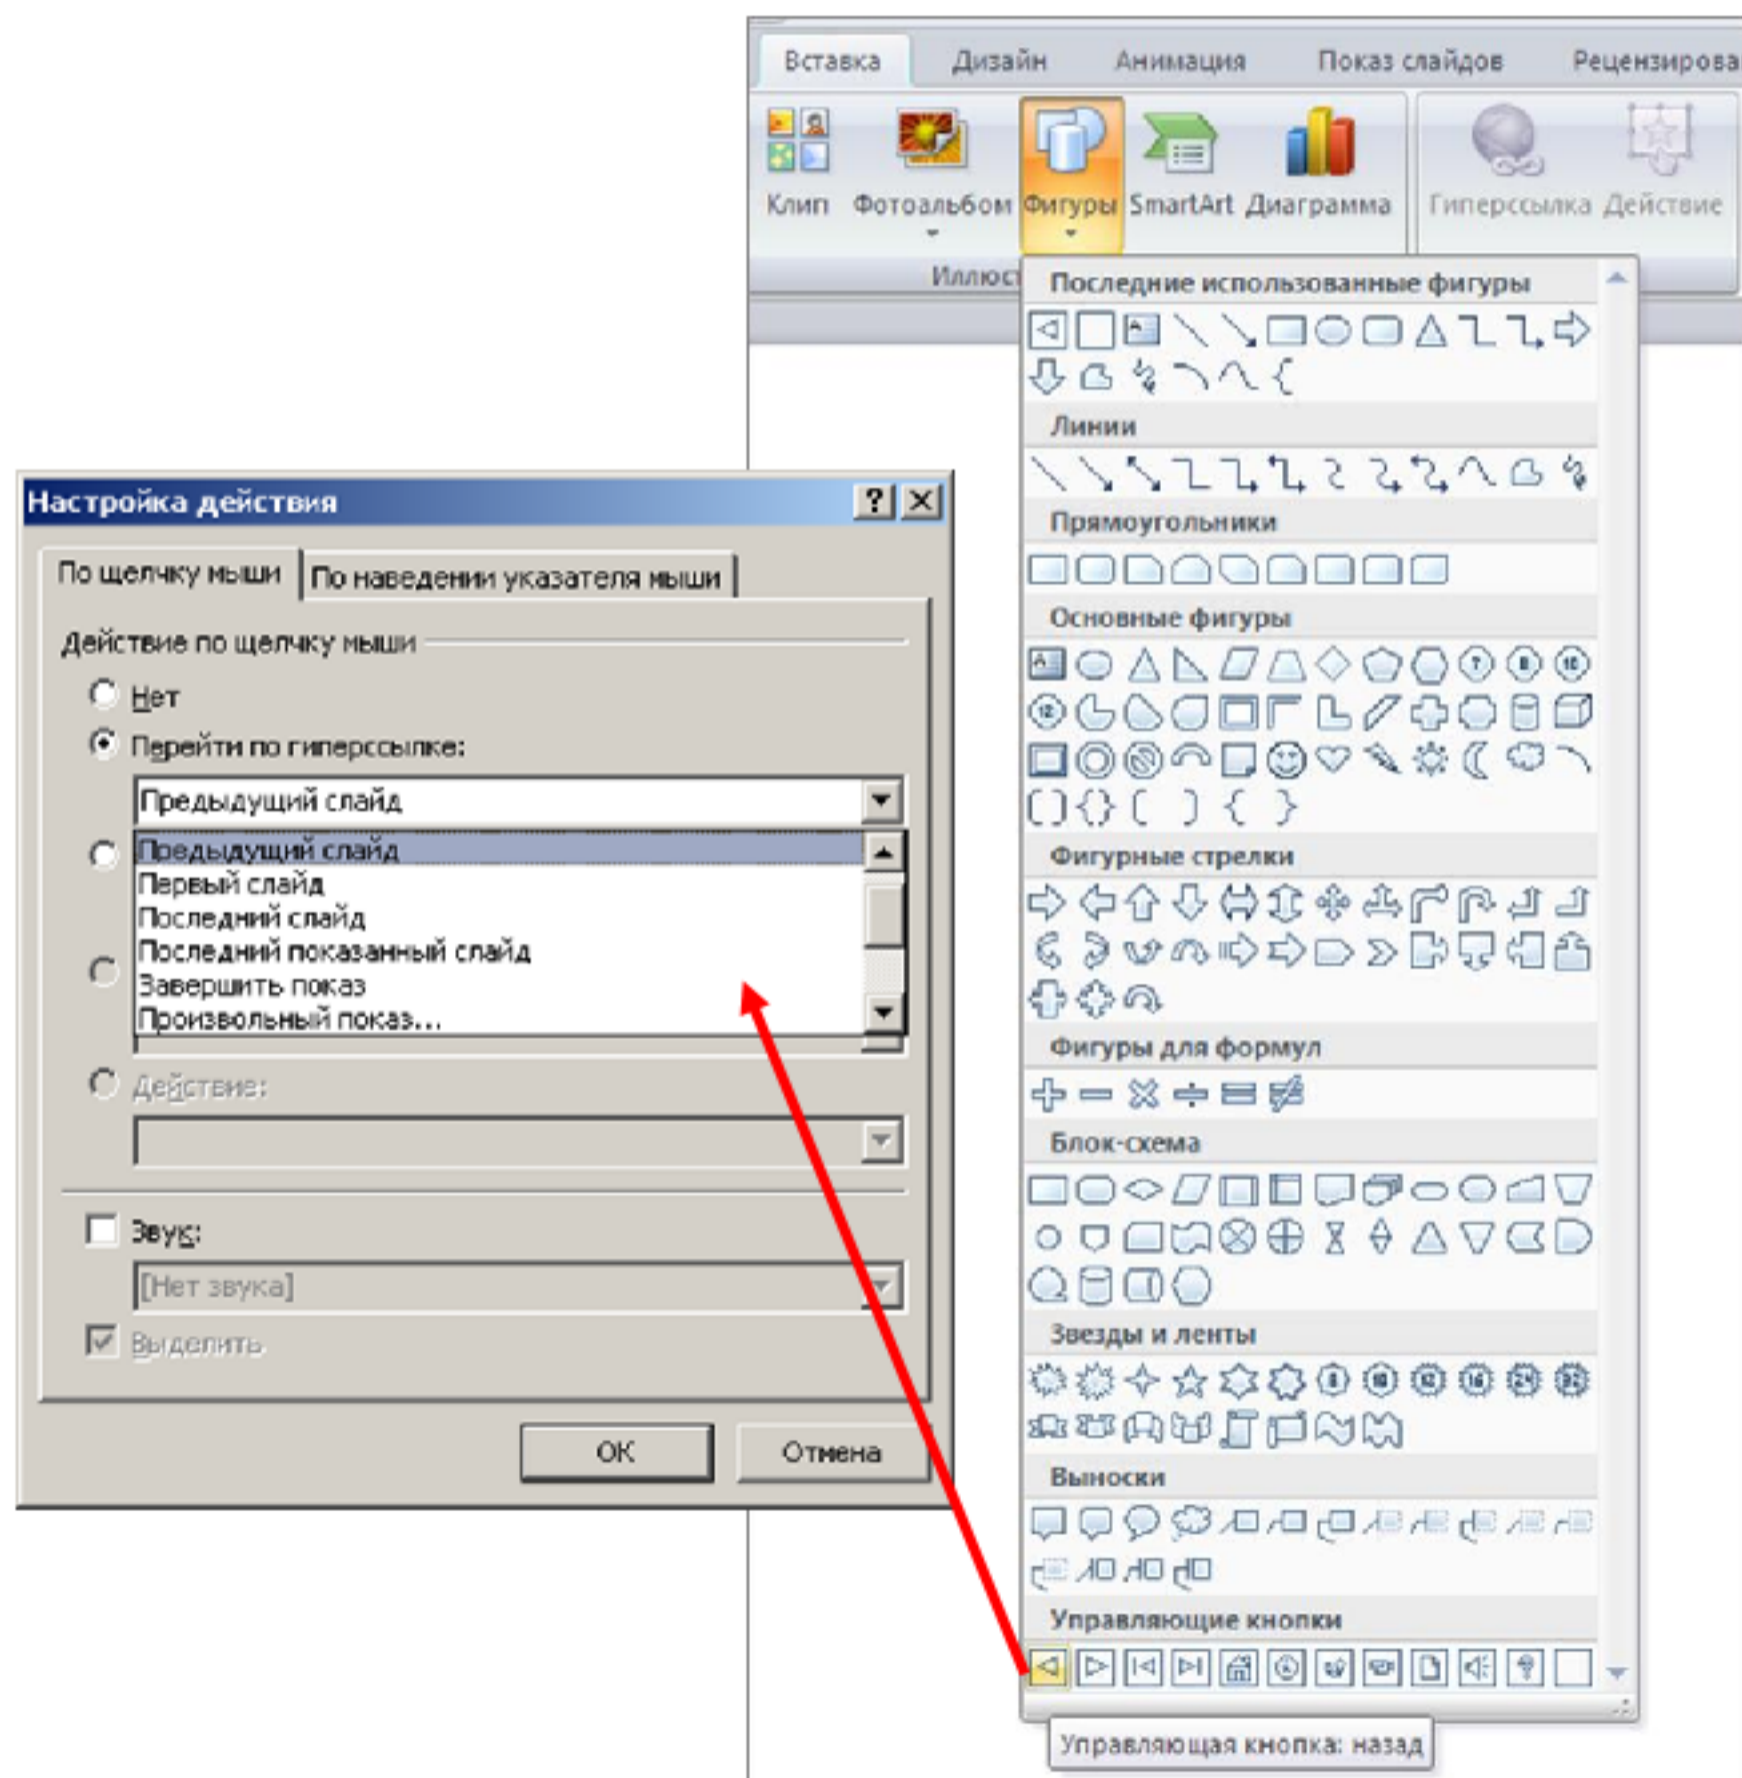 Вставка Дизайн Анимация Показ слайдов Рецензирова
Клип Фотоальбом Фигуры SmartArt Диаграмма Гиперссылка Действие
Иллюст
Последние использованные фигуры
Линии
Прямоугольники
Основные фигуры
Фигурные стрелки
Фигуры для формул
Блок-схема
Звезды и ленты
Выноски
Управляющие кнопки
Управляющая кнопка: назад
Настройка действия
По щелчку мыши По наведении указателя мыши
Действие по щелчку мыши
Нет
Перейти по гиперссылке:
Предыдущий слайд
Предыдущий слайд
Первый слайд
Последний слайд
Последний показанный слайд
Завершить показ
Произвольный показ...
Действие:
Звук:
[Нет звука]
Выделить
ОК Отмена